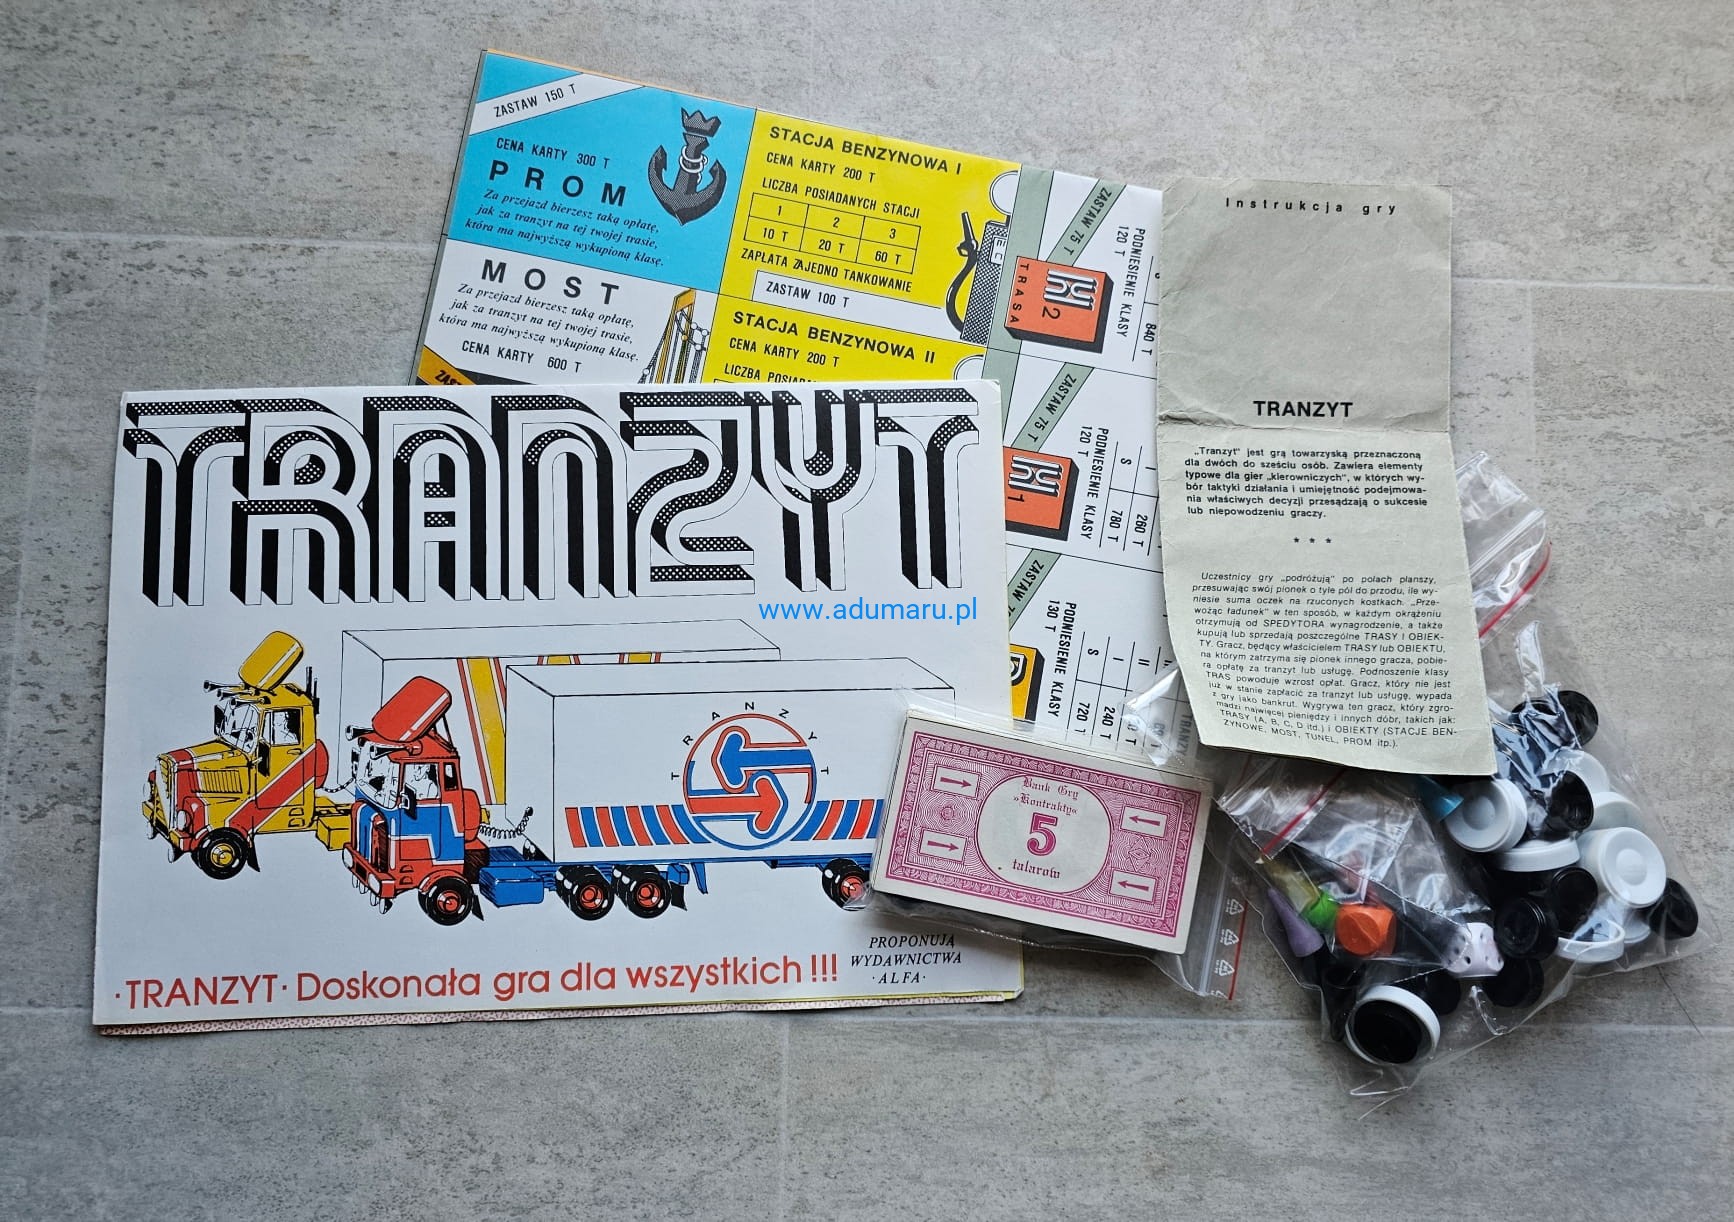 ZASTAW 150 T
CENA KARTY 300 T
PROM
Za przejazd bierzesz taką opłatę,
jak za tranzyt na tej twojej trasie,
która ma najwyższą wykupioną klasę.
MOST
Za przejazd bierzesz taką opłatę,
jak za tranzyt na tej twojej trasie,
która ma najwyższą wykupioną klasę.
CENA KARTY 600 T
STACJA BENZYNOWA I
CENA KARTY 200 T
LICZBA POSIADANYCH STACJI
1 2 3
10 T 20 T 60 T
ZAPŁATA ZA JEDNO TANKOWANIE
ZASTAW 100 T
STACJA BENZYNOWA II
CENA KARTY 200 T
ZASTAW 75 T
TRASA
2
PODNIESIENIE KLASY
120 T
840 T
ZASTAW 75 T
1
PODNIESIENIE KLASY
120 T
S I
780 T 260 T
PODNIESIENIE KLASY
130 T
S I II
720 T 240 T
TRANZYT
Instrukcja gry
TRANZYT
„Tranzyt" jest grą towarzyską przeznaczoną
dla dwóch do sześciu osób. Zawiera elementy
typowe dla gier „kierowniczych", w których wy-
bór taktyki działania i umiejętność podejmowa-
nia właściwych decyzji przesądzają o sukcesie
lub niepowodzeniu graczy.
* * *
Uczestnicy gry „podróżują" po polach planszy,
przesuwając swój pionek o tyle pól do przodu, ile wy-
niesie suma oczek na rzuconych kostkach. „Prze-
wożąc ładunek" w ten sposób, w każdym okrążeniu
otrzymują od SPEDYTORA wynagrodzenie, a także
kupują lub sprzedają poszczególne TRASY I OBIEK-
TY. Gracz, będący właścicielem TRASY lub OBIEKTU,
na którym zatrzyma się pionek innego gracza, pobie-
ra opłatę za tranzyt lub usługę. Podnoszenie klasy
TRAS powoduje wzrost opłat. Gracz, który nie jest
już w stanie zapłacić za tranzyt lub usługę, wypada
z gry jako bankrut. Wygrywa ten gracz, który zgro-
madzi najwięcej pieniędzy i innych dóbr, takich jak:
TRASY (A, B, C, D itd.) i OBIEKTY (STACJE BEN-
ZYNOWE, MOST, TUNEL, PROM itp.).
TRANZYT
www.adumaru.pl
TRANZYT
·TRANZYT· Doskonała gra dla wszystkich !!!
PROPONUJĄ
WYDAWNICTWA
·ALFA·
Bank Gry
»Kontrakty«
5
talarów